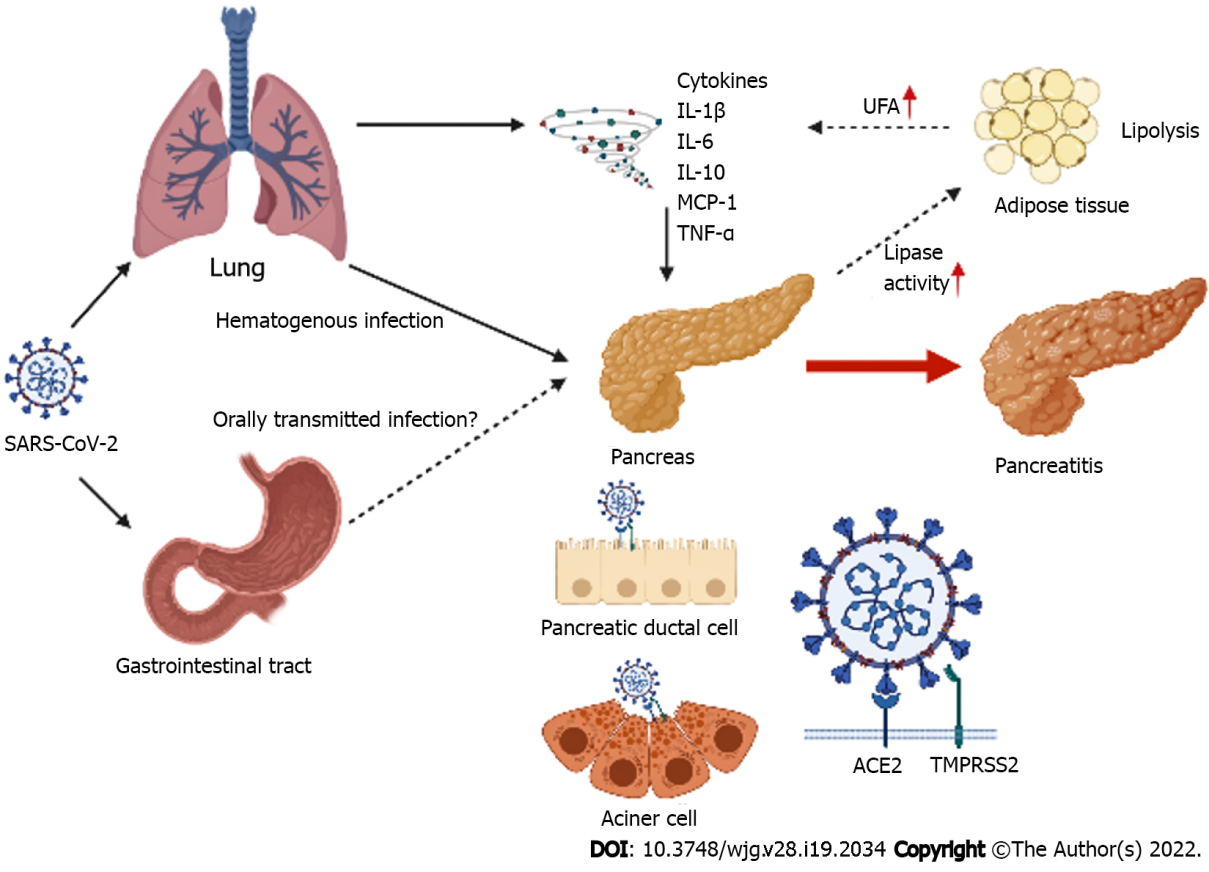 Cytokines
IL-1β
IL-6
IL-10
MCP-1
TNF-α
UFA
Lipolysis
Adipose tissue
Lung
Lipase
activity
Hematogenous infection
SARS-CoV-2
Orally transmitted infection?
Pancreas
Pancreatitis
Gastrointestinal tract
Pancreatic ductal cell
ACE2
TMPRSS2
Aciner cell
DOI: 10.3748/wjg.v28.i19.2034 Copyright ©The Author(s) 2022.